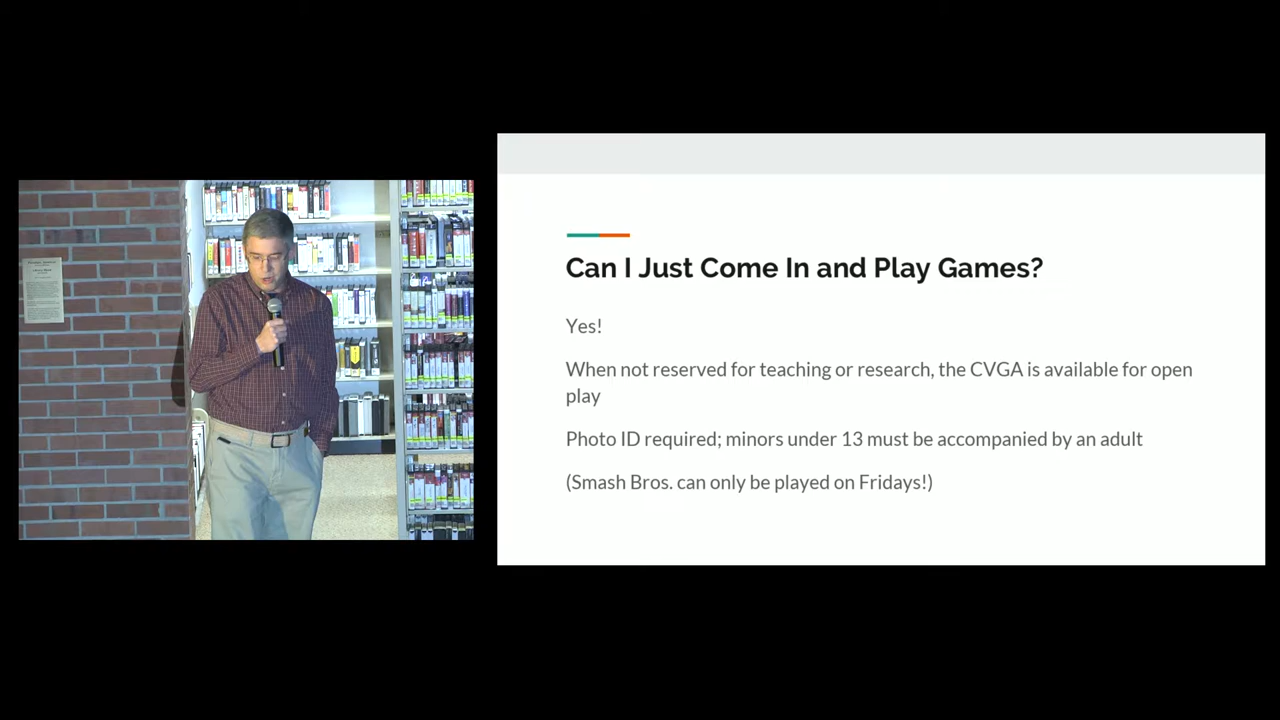 Can I Just Come In and Play Games?
Yes!
When not reserved for teaching or research, the CVGA is available for open
play
Photo ID required; minors under 13 must be accompanied by an adult
(Smash Bros. can only be played on Fridays!)